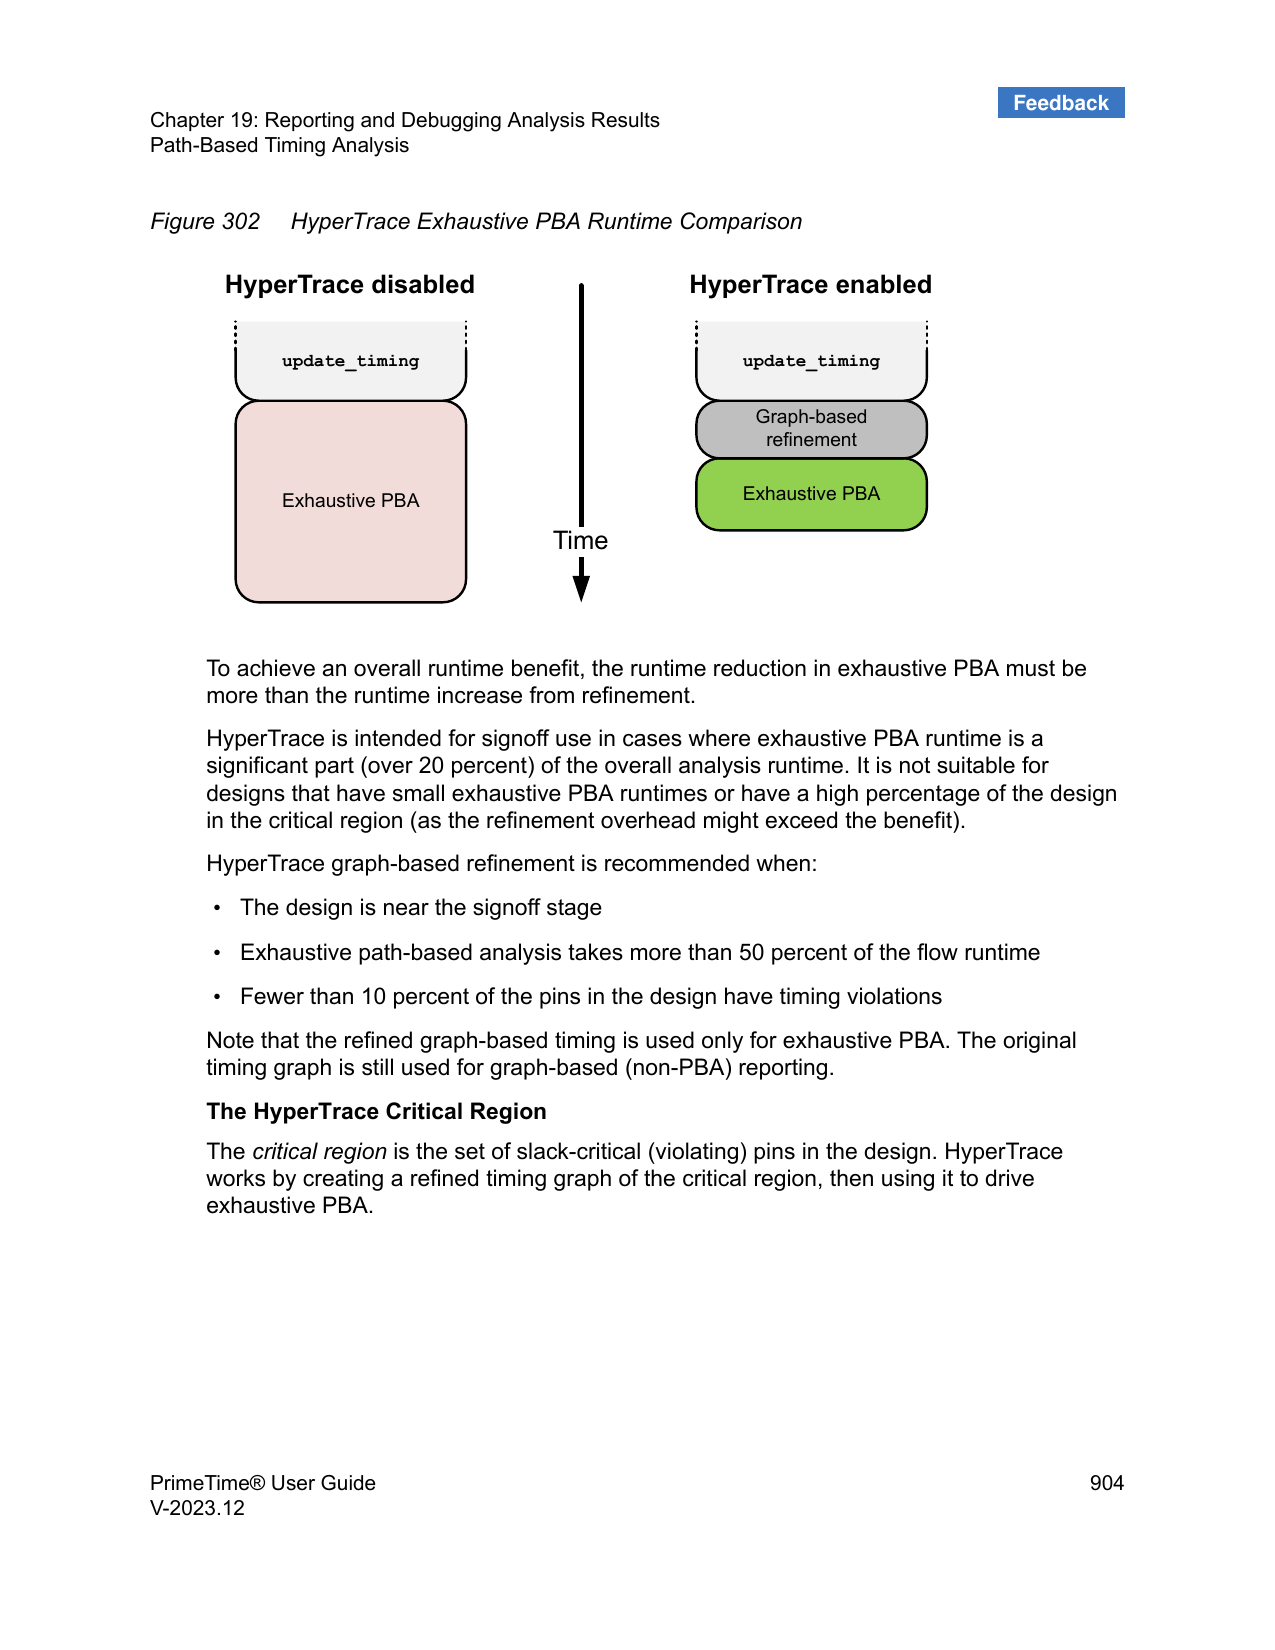 Feedback
Chapter 19: Reporting and Debugging Analysis Results
Path-Based Timing Analysis
Figure 302 HyperTrace Exhaustive PBA Runtime Comparison
HyperTrace disabled
HyperTrace enabled
update_timing
update_timing
Graph-based
refinement
Exhaustive PBA
Exhaustive PBA
Time
To achieve an overall runtime benefit, the runtime reduction in exhaustive PBA must be
more than the runtime increase from refinement.
HyperTrace is intended for signoff use in cases where exhaustive PBA runtime is a
significant part (over 20 percent) of the overall analysis runtime. It is not suitable for
designs that have small exhaustive PBA runtimes or have a high percentage of the design
in the critical region (as the refinement overhead might exceed the benefit).
HyperTrace graph-based refinement is recommended when:
• The design is near the signoff stage
• Exhaustive path-based analysis takes more than 50 percent of the flow runtime
• Fewer than 10 percent of the pins in the design have timing violations
Note that the refined graph-based timing is used only for exhaustive PBA. The original
timing graph is still used for graph-based (non-PBA) reporting.
The HyperTrace Critical Region
The critical region is the set of slack-critical (violating) pins in the design. HyperTrace
works by creating a refined timing graph of the critical region, then using it to drive
exhaustive PBA.
PrimeTime® User Guide
904
V-2023.12